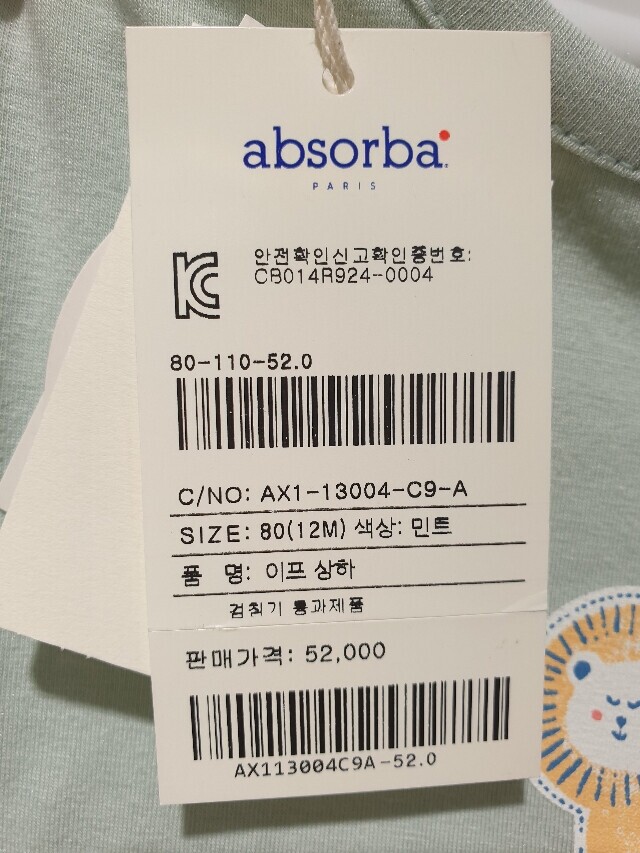 absorba
PARIS
안전확인신고확인증번호:
CB014R924-0004
80-110-52.0
C/NO: AX1-13004-C9-A
SIZE: 80(12M) 색상: 민트
품 명: 이프 상하
검침기 통과제품
판매가격: 52,000
AX113004C9A-52.0